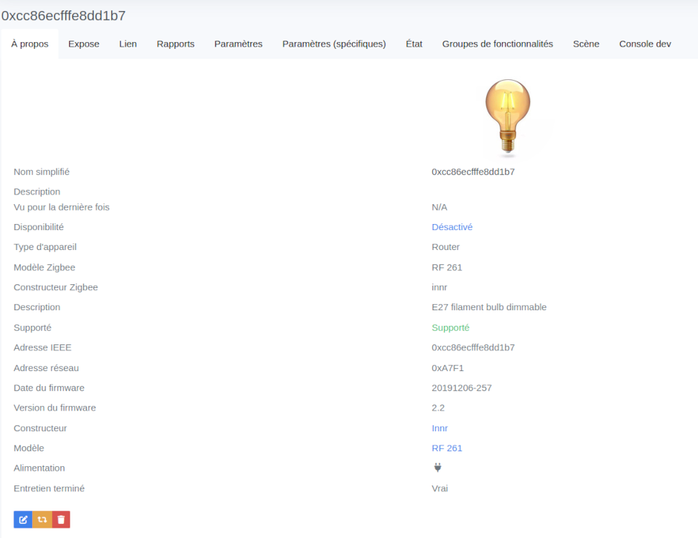 0xcc86ecfffe8dd1b7
À propos Expose Lien Rapports Paramètres Paramètres (spécifiques) État Groupes de fonctionnalités Scène Console dev
Nom simplifié 0xcc86ecfffe8dd1b7
Description
Vu pour la dernière fois N/A
Disponibilité Désactivé
Type d'appareil Router
Modèle Zigbee RF 261
Constructeur Zigbee innr
Description E27 filament bulb dimmable
Supporté Supporté
Adresse IEEE 0xcc86ecfffe8dd1b7
Adresse réseau 0xA7F1
Date du firmware 20191206-257
Version du firmware 2.2
Constructeur Innr
Modèle RF 261
Alimentation
Entretien terminé Vrai